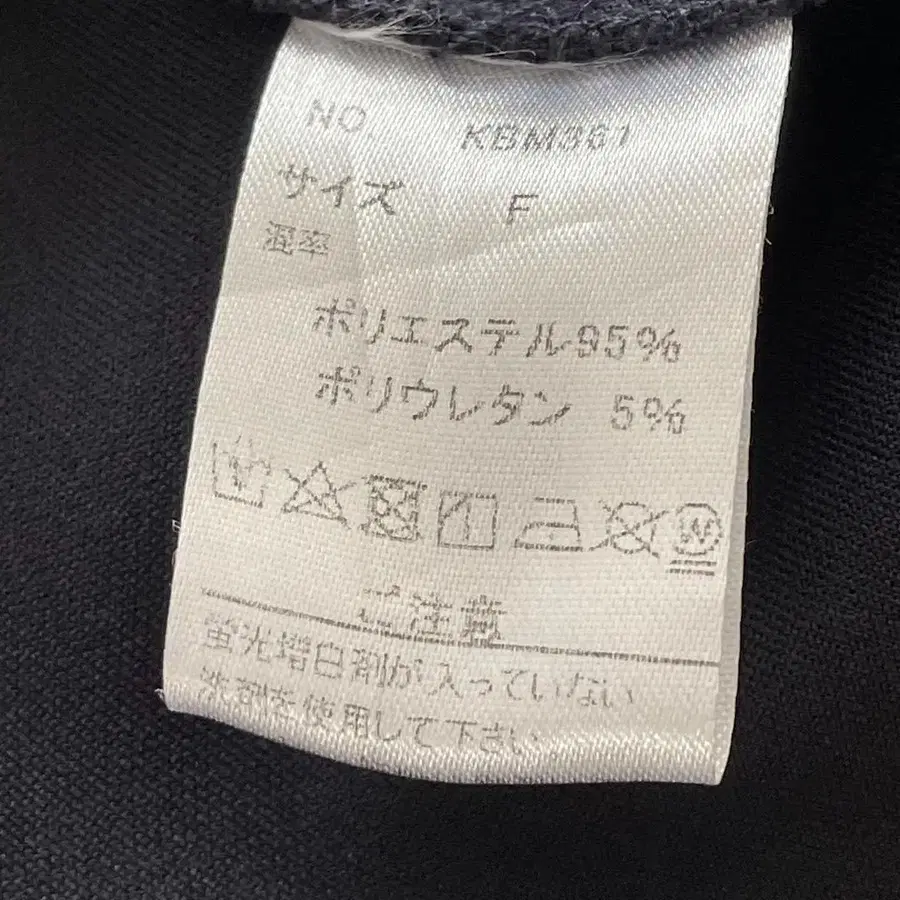 NO. KBM361
サイズ F
混率
ポリエステル95%
ポリウレタン 5%
ご注意
蛍光増白剤が入っていない
洗剤を使用して下さい